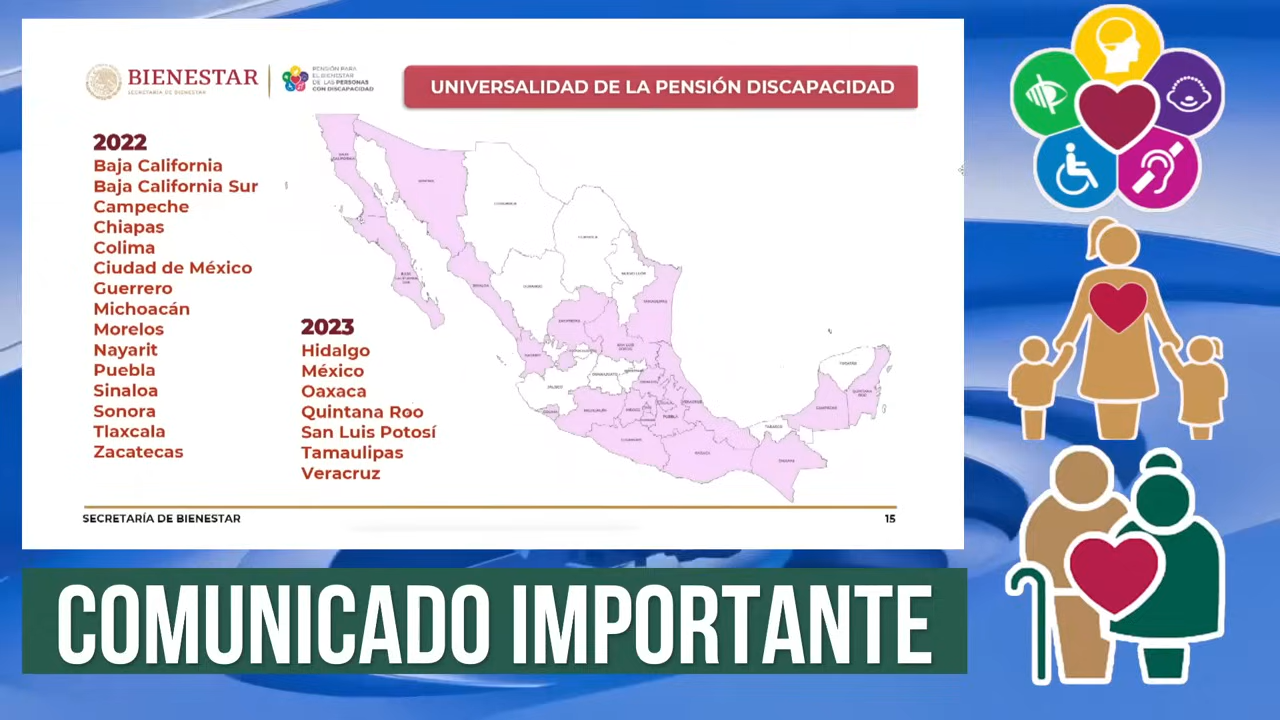 BIENESTAR
SECRETARÍA DE BIENESTAR
PENSIÓN PARA
EL BIENESTAR
DE LAS PERSONAS
CON DISCAPACIDAD
UNIVERSALIDAD DE LA PENSIÓN DISCAPACIDAD
2022
Baja California
Baja California Sur
Campeche
Chiapas
Colima
Ciudad de México
Guerrero
Michoacán
Morelos
Nayarit
Puebla
Sinaloa
Sonora
Tlaxcala
Zacatecas
2023
Hidalgo
México
Oaxaca
Quintana Roo
San Luis Potosí
Tamaulipas
Veracruz
SECRETARÍA DE BIENESTAR
15
COMUNICADO IMPORTANTE